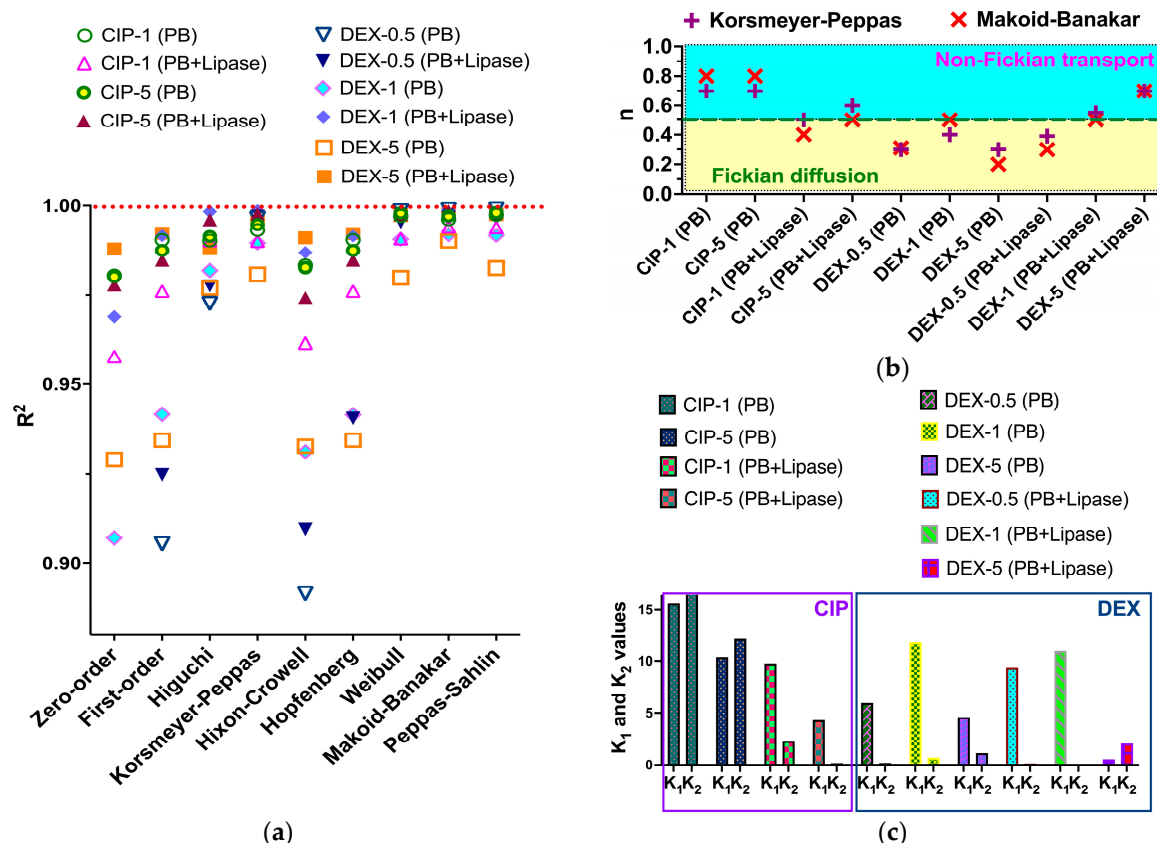 CIP-1 (PB)
CIP-1 (PB+Lipase)
CIP-5 (PB)
CIP-5 (PB+Lipase)
DEX-0.5 (PB)
DEX-0.5 (PB+Lipase)
DEX-1 (PB)
DEX-1 (PB+Lipase)
DEX-5 (PB)
DEX-5 (PB+Lipase)
R²
1.00
0.95
0.90
Zero-order
First-order
Higuchi
Korsmeyer-Peppas
Hixon-Crowell
Hopfenberg
Weibull
Makoid-Banakar
Peppas-Sahlin
(a)
Korsmeyer-Peppas
Makoid-Banakar
n
1.0
0.8
0.6
0.4
0.2
0.0
Non-Fickian transport
Fickian diffusion
CIP-1 (PB)
CIP-5 (PB)
CIP-1 (PB+Lipase)
CIP-5 (PB+Lipase)
DEX-0.5 (PB)
DEX-1 (PB)
DEX-5 (PB)
DEX-0.5 (PB+Lipase)
DEX-1 (PB+Lipase)
DEX-5 (PB+Lipase)
(b)
CIP-1 (PB)
CIP-5 (PB)
CIP-1 (PB+Lipase)
CIP-5 (PB+Lipase)
DEX-0.5 (PB)
DEX-1 (PB)
DEX-5 (PB)
DEX-0.5 (PB+Lipase)
DEX-1 (PB+Lipase)
DEX-5 (PB+Lipase)
K₁ and K₂ values
15
10
5
0
CIP
DEX
K₁K₂ K₁K₂ K₁K₂ K₁K₂ K₁K₂ K₁K₂ K₁K₂ K₁K₂ K₁K₂ K₁K₂
(c)